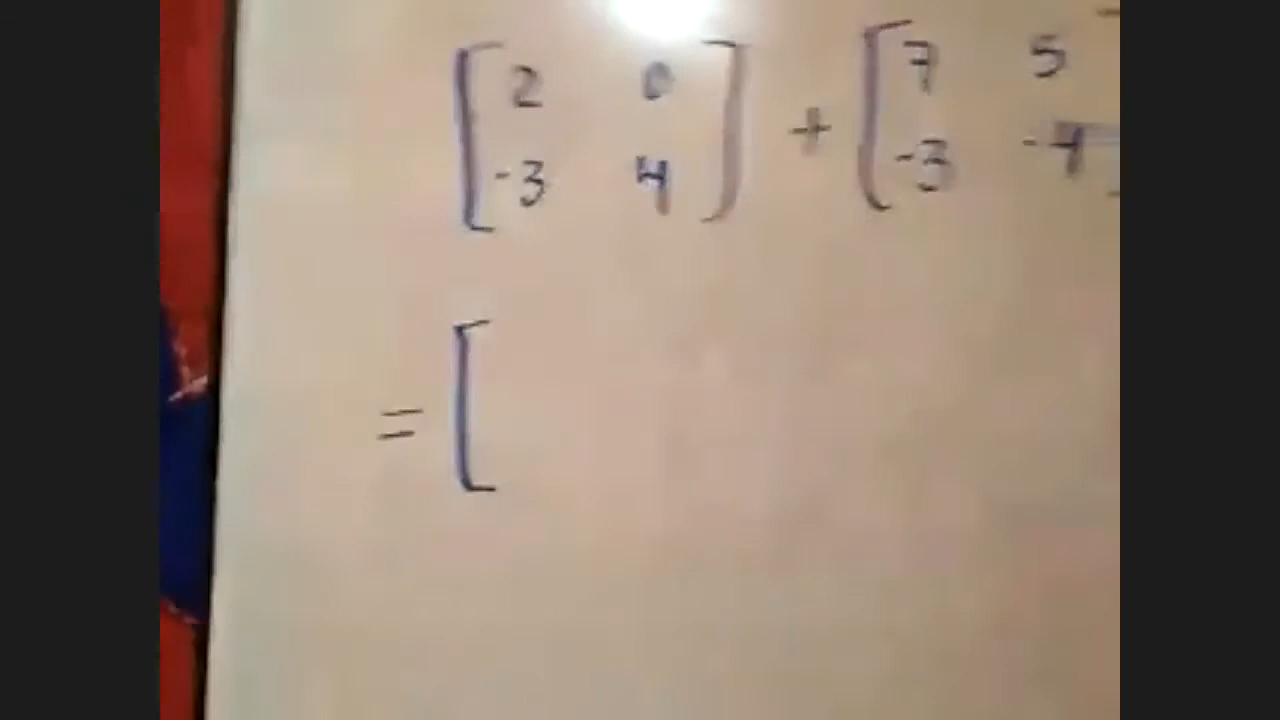 [ 2 0 ] + [ 7 5 ]
[ -3 4 ] [ -3 -4 ]
= [